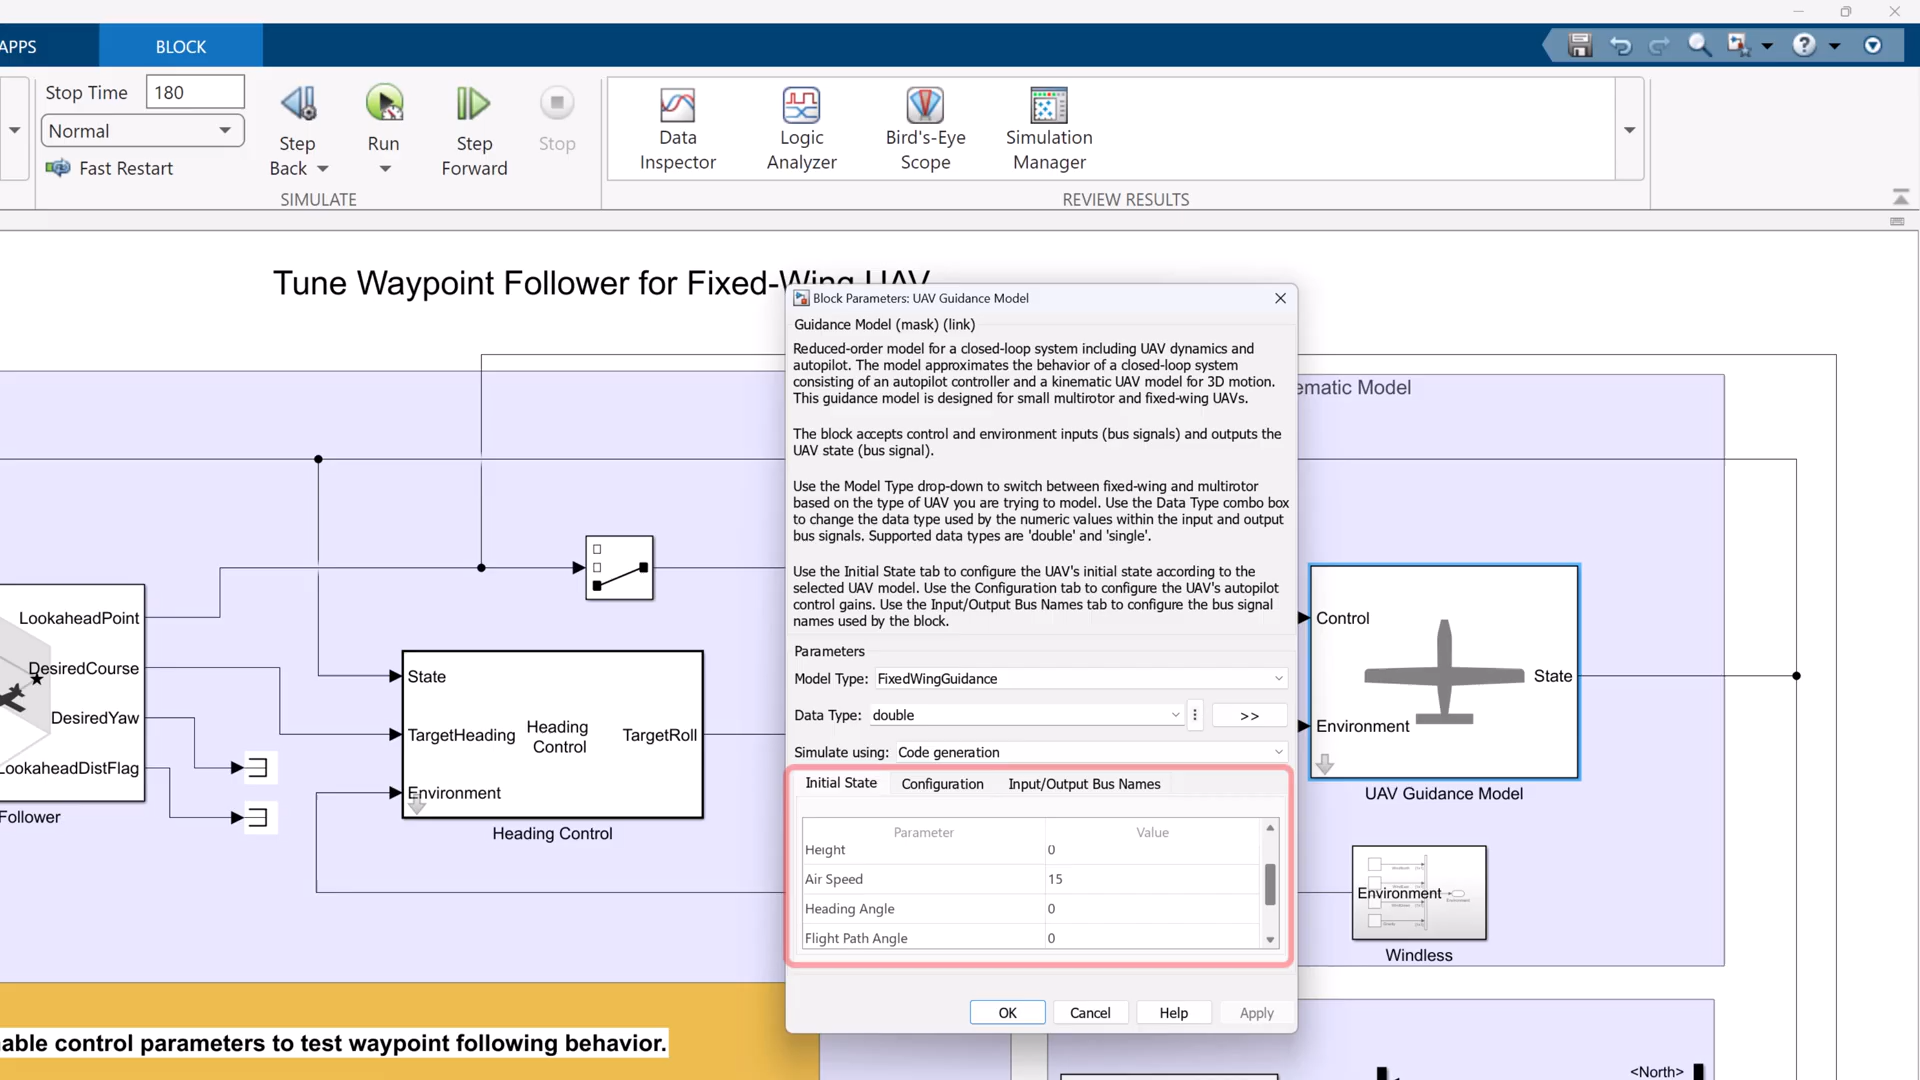 APPS
BLOCK
Stop Time
180
Normal
Fast Restart
Step
Back
Run
Step
Forward
Stop
SIMULATE
Data
Inspector
Logic
Analyzer
Bird's-Eye
Scope
Simulation
Manager
REVIEW RESULTS
Tune Waypoint Follower for Fixed-Wing UAV
Block Parameters: UAV Guidance Model
Guidance Model (mask) (link)
Reduced-order model for a closed-loop system including UAV dynamics and
autopilot. The model approximates the behavior of a closed-loop system
consisting of an autopilot controller and a kinematic UAV model for 3D motion.
This guidance model is designed for small multirotor and fixed-wing UAVs.
The block accepts control and environment inputs (bus signals) and outputs the
UAV state (bus signal).
Use the Model Type drop-down to switch between fixed-wing and multirotor
based on the type of UAV you are trying to model. Use the Data Type combo box
to change the data type used by the numeric values within the input and output
bus signals. Supported data types are 'double' and 'single'.
Use the Initial State tab to configure the UAV's initial state according to the
selected UAV model. Use the Configuration tab to configure the UAV's autopilot
control gains. Use the Input/Output Bus Names tab to configure the bus signal
names used by the block.
Parameters
Model Type: FixedWingGuidance
Data Type: double
>>
Simulate using: Code generation
Initial State
Configuration
Input/Output Bus Names
Parameter
Value
Height
0
Air Speed
15
Heading Angle
0
Flight Path Angle
0
OK
Cancel
Help
Apply
ematic Model
LookaheadPoint
DesiredCourse
DesiredYaw
LookaheadDistFlag
Follower
State
TargetHeading
Environment
Heading
Control
TargetRoll
Heading Control
Control
Environment
State
UAV Guidance Model
Environment
Windless
able control parameters to test waypoint following behavior.
<North>